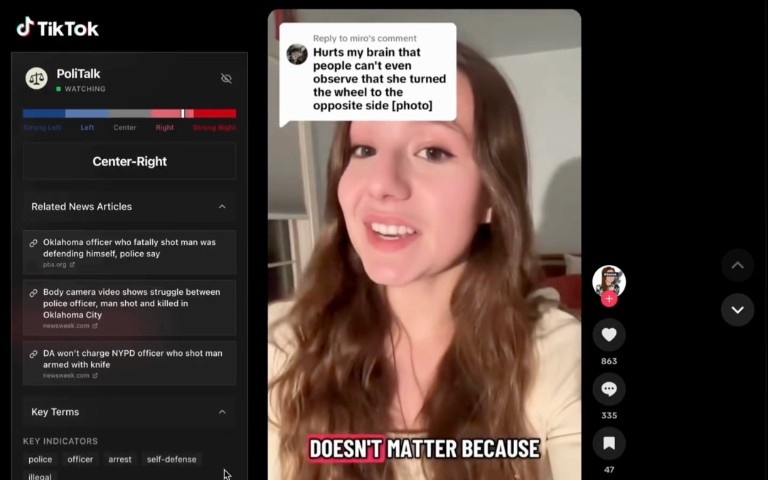 TikTok
PoliTalk
WATCHING
Strong Left
Left
Center
Right
Strong Right
Center-Right
Related News Articles
Oklahoma officer who fatally shot man was
defending himself, police say
pbs.org
Body camera video shows struggle between
police officer, man shot and killed in
Oklahoma City
newsweek.com
DA won't charge NYPD officer who shot man
armed with knife
newsweek.com
Key Terms
KEY INDICATORS
police
officer
arrest
self-defense
illegal
Reply to miro's comment
Hurts my brain that
people can't even
observe that she turned
the wheel to the
opposite side [photo]
DOESN'T MATTER BECAUSE
863
335
47